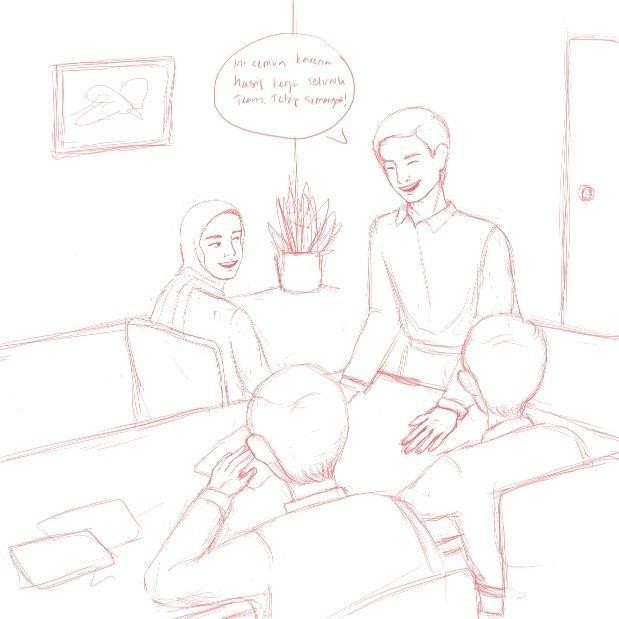 Ini semua karena
hasil kerja seluruh
Team. Tetap Semangat!